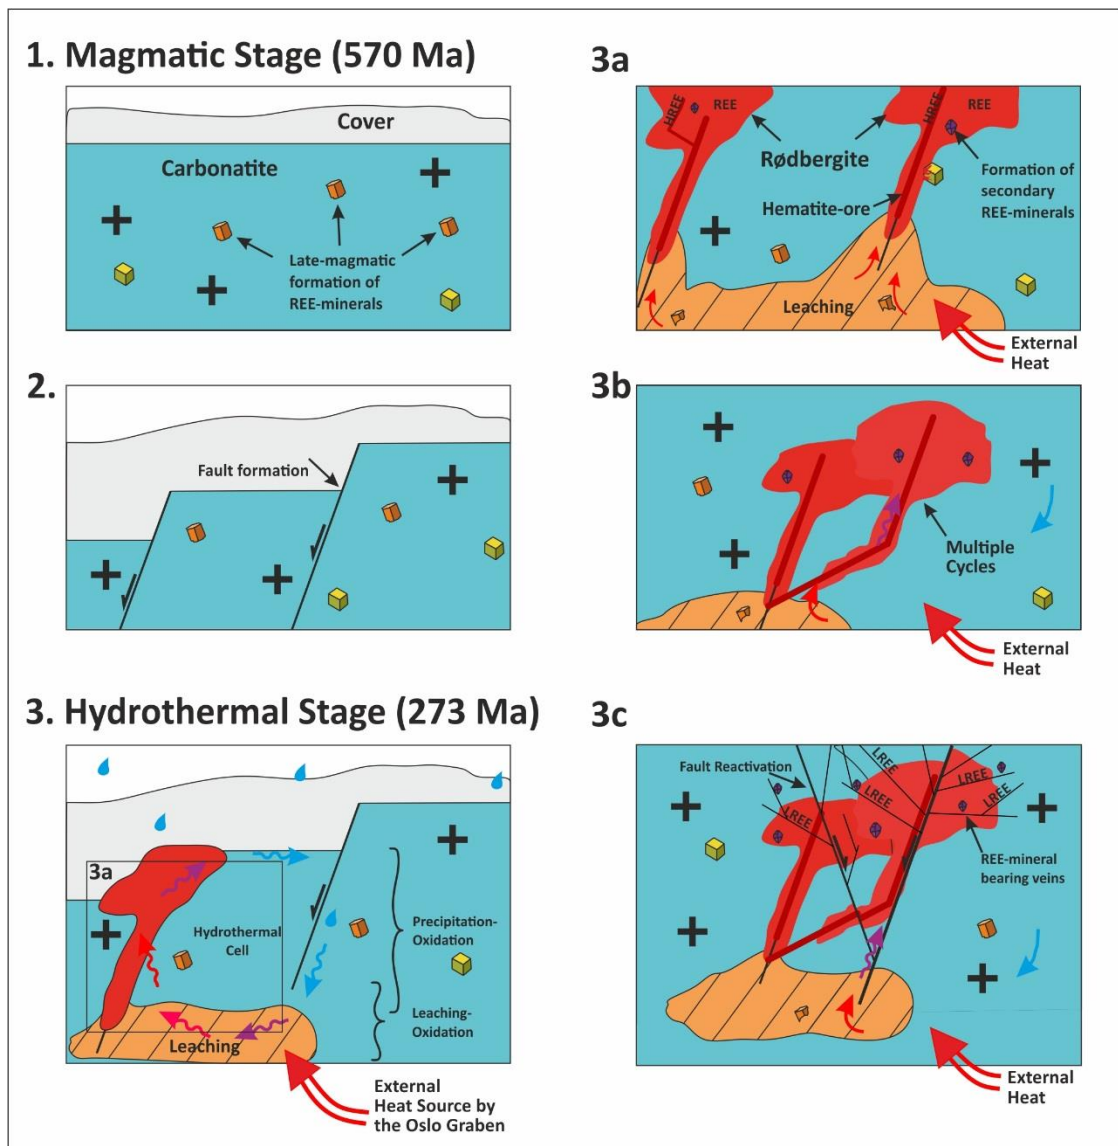 1. Magmatic Stage (570 Ma)
Cover
Carbonatite
Late-magmatic
formation of
REE-minerals
2.
Fault formation
3. Hydrothermal Stage (273 Ma)
3a
Hydrothermal
Cell
Precipitation-
Oxidation
Leaching-
Oxidation
Leaching
External
Heat Source by
the Oslo Graben
3a
HREE
REE
HREE
REE
Rødbergite
Hematite-ore
Formation of
secondary
REE-minerals
Leaching
External
Heat
3b
Multiple
Cycles
External
Heat
3c
Fault Reactivation
LREE
LREE
LREE
LREE
LREE
LREE
REE-mineral
bearing veins
External
Heat